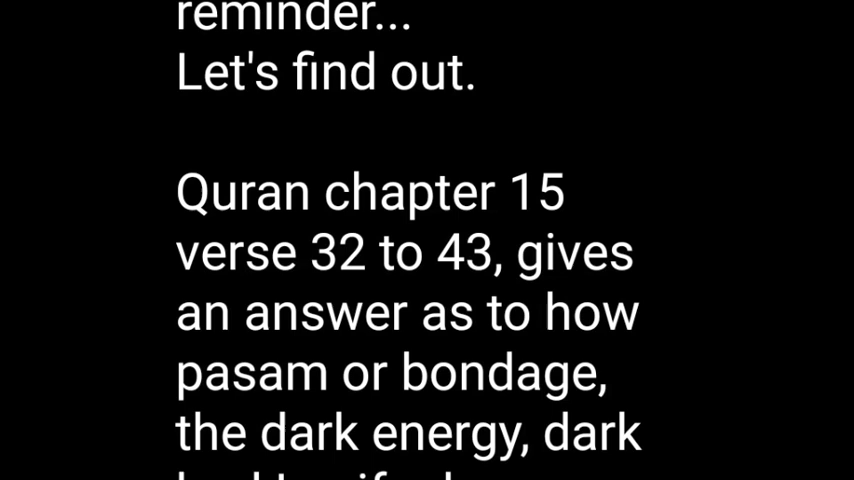 reminder...
Let's find out.
Quran chapter 15
verse 32 to 43, gives
an answer as to how
pasam or bondage,
the dark energy, dark